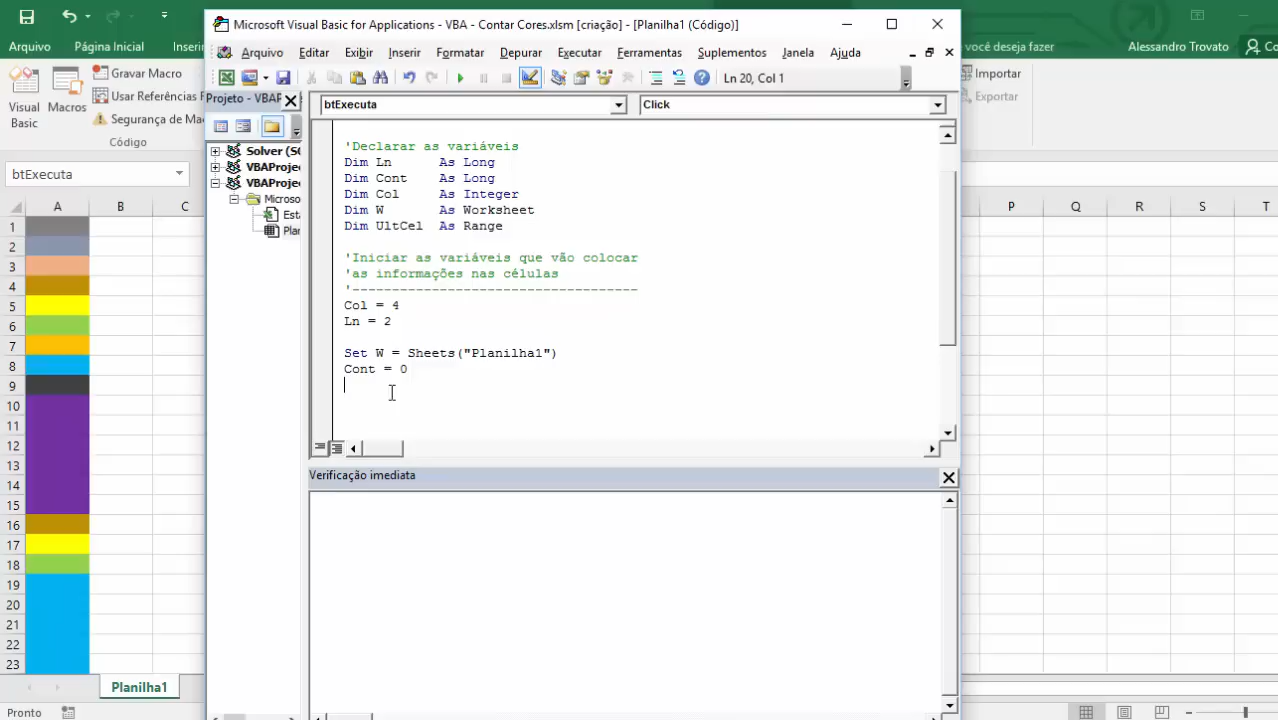 Microsoft Visual Basic for Applications - VBA - Contar Cores.xlsm [criação] - [Planilha1 (Código)]
Arquivo
Página Inicial
Inserir
você deseja fazer
Alessandro Trovato
Arquivo Editar Exibir Inserir Formatar Depurar Executar Ferramentas Suplementos Janela Ajuda
Visual Basic
Macros
Gravar Macro
Usar Referências
Segurança de Ma
Código
Importar
Exportar
Ln 20, Col 1
Projeto - VBAP
btExecuta
Click
Solver (SO
VBAProje
VBAProje
Microso
Esta
Plan
btExecuta
A B C P Q R S T
1
2
3
4
5
6
7
8
9
10
11
12
13
14
15
16
17
18
19
20
21
22
23
'Declarar as variáveis
Dim Ln As Long
Dim Cont As Long
Dim Col As Integer
Dim W As Worksheet
Dim UltCel As Range
'Iniciar as variáveis que vão colocar
'as informações nas células
'------------------------------------
Col = 4
Ln = 2
Set W = Sheets("Planilha1")
Cont = 0
Verificação imediata
Planilha1
Pronto